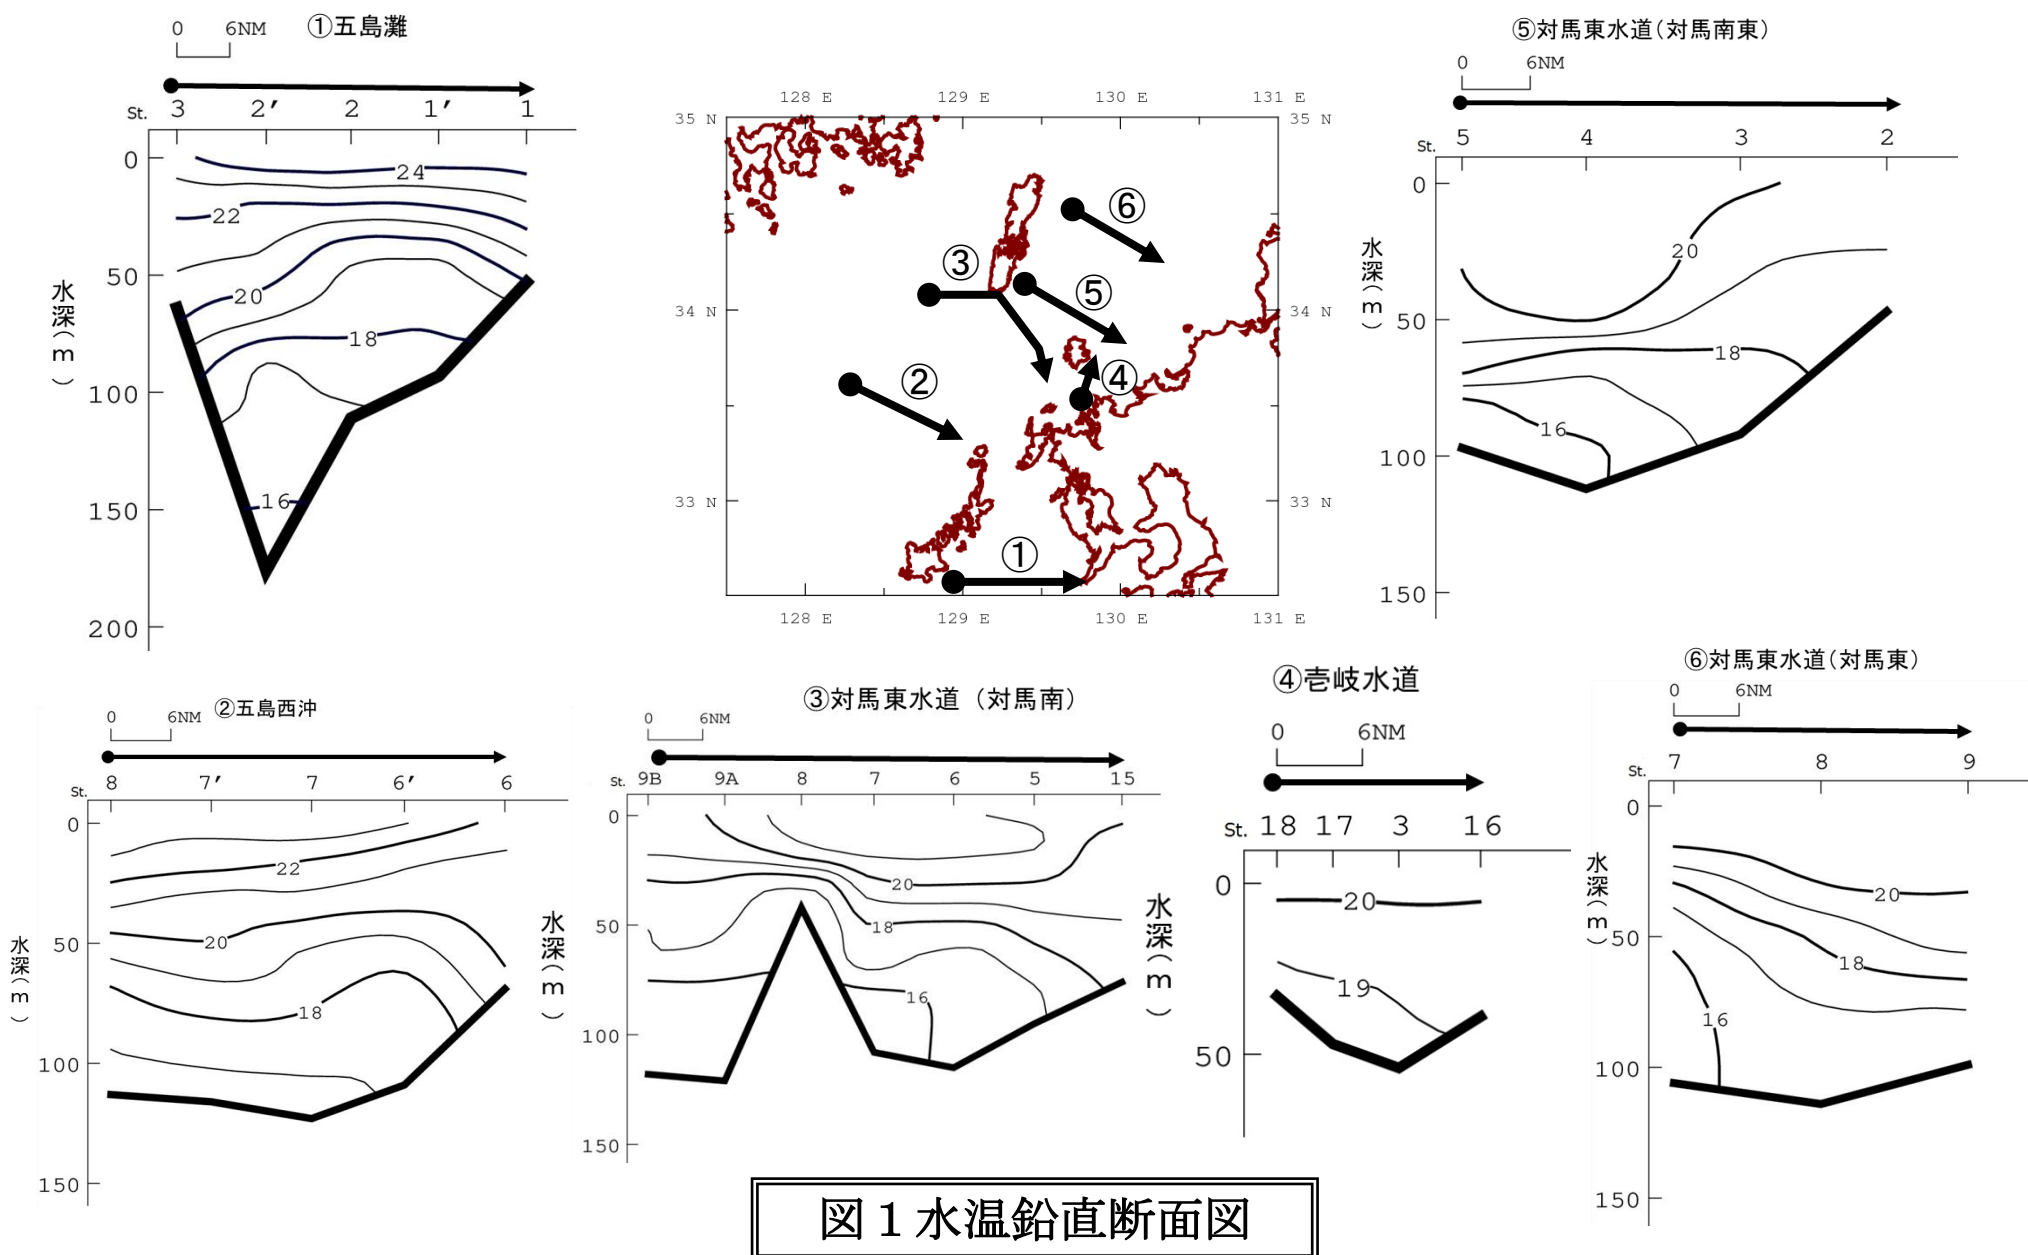 ①五島灘
0 6NM
St. 3 2′ 2 1′ 1
0
50
100
150
200
水深(m)
24
22
20
18
16
128 E 129 E 130 E 131 E
35 N 35 N
34 N 34 N
33 N 33 N
128 E 129 E 130 E 131 E
⑥
③
⑤
②
④
①
⑤対馬東水道(対馬南東)
0 6NM
St. 5 4 3 2
0
50
100
150
水深(m)
20
18
16
②五島西沖
0 6NM
St. 8 7′ 7 6′ 6
0
50
100
150
水深(m)
22
20
18
③対馬東水道(対馬南)
0 6NM
St. 9B 9A 8 7 6 5 15
0
50
100
150
水深(m)
20
18
16
④壱岐水道
0 6NM
St. 18 17 3 16
0
50
水深(m)
20
19
⑥対馬東水道(対馬東)
0 6NM
St. 7 8 9
0
50
100
150
水深(m)
20
18
16
図1水温鉛直断面図